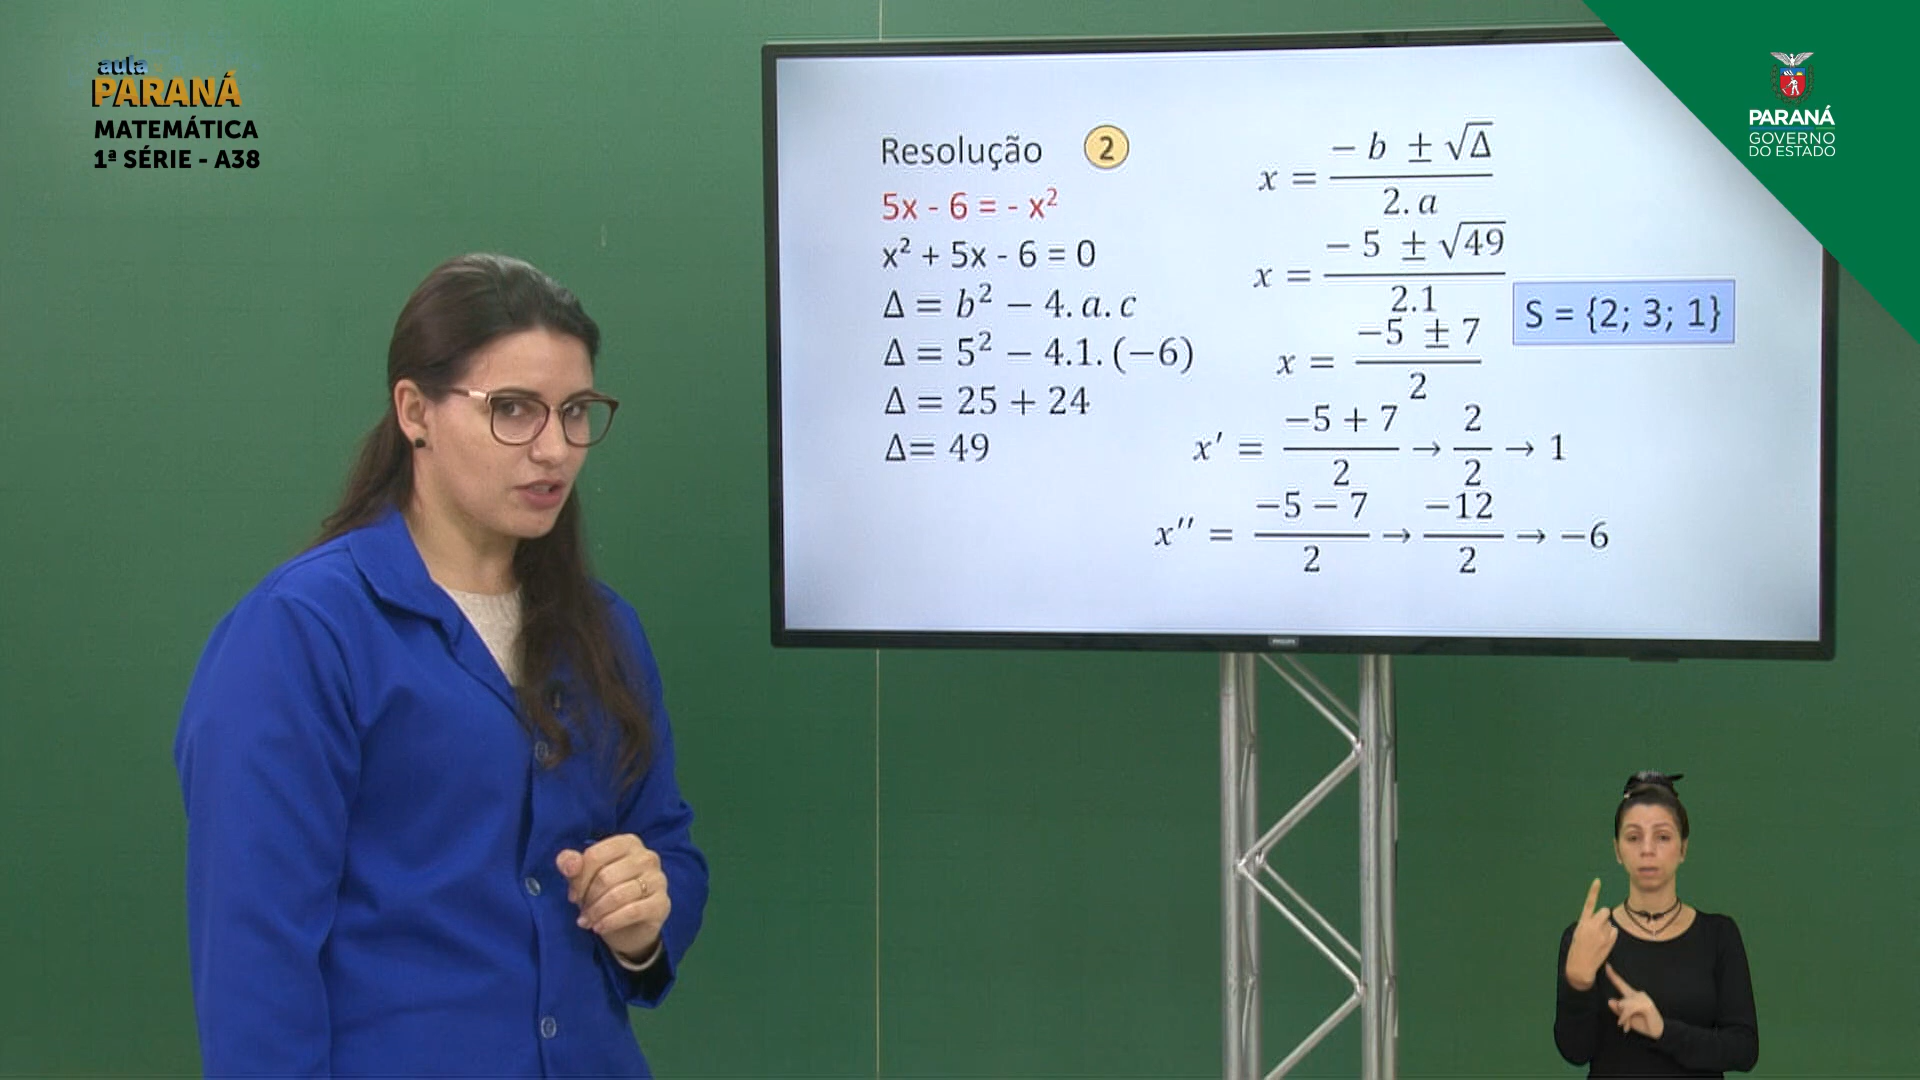 aula
PARANÁ
MATEMÁTICA
1ª SÉRIE - A38
Resolução 2
5x - 6 = - x²
x² + 5x - 6 = 0
Δ = b² − 4. a. c
Δ = 5² − 4.1. (−6)
Δ = 25 + 24
Δ= 49
x = (− b ± √Δ) / 2. a
x = (− 5 ± √49) / 2.1
x = (−5 ± 7) / 2
x′ = (−5 + 7) / 2 → 2 / 2 → 1
x′′ = (−5 − 7) / 2 → −12 / 2 → −6
S = {2; 3; 1}
PARANÁ
GOVERNO
DO ESTADO
PHILIPS